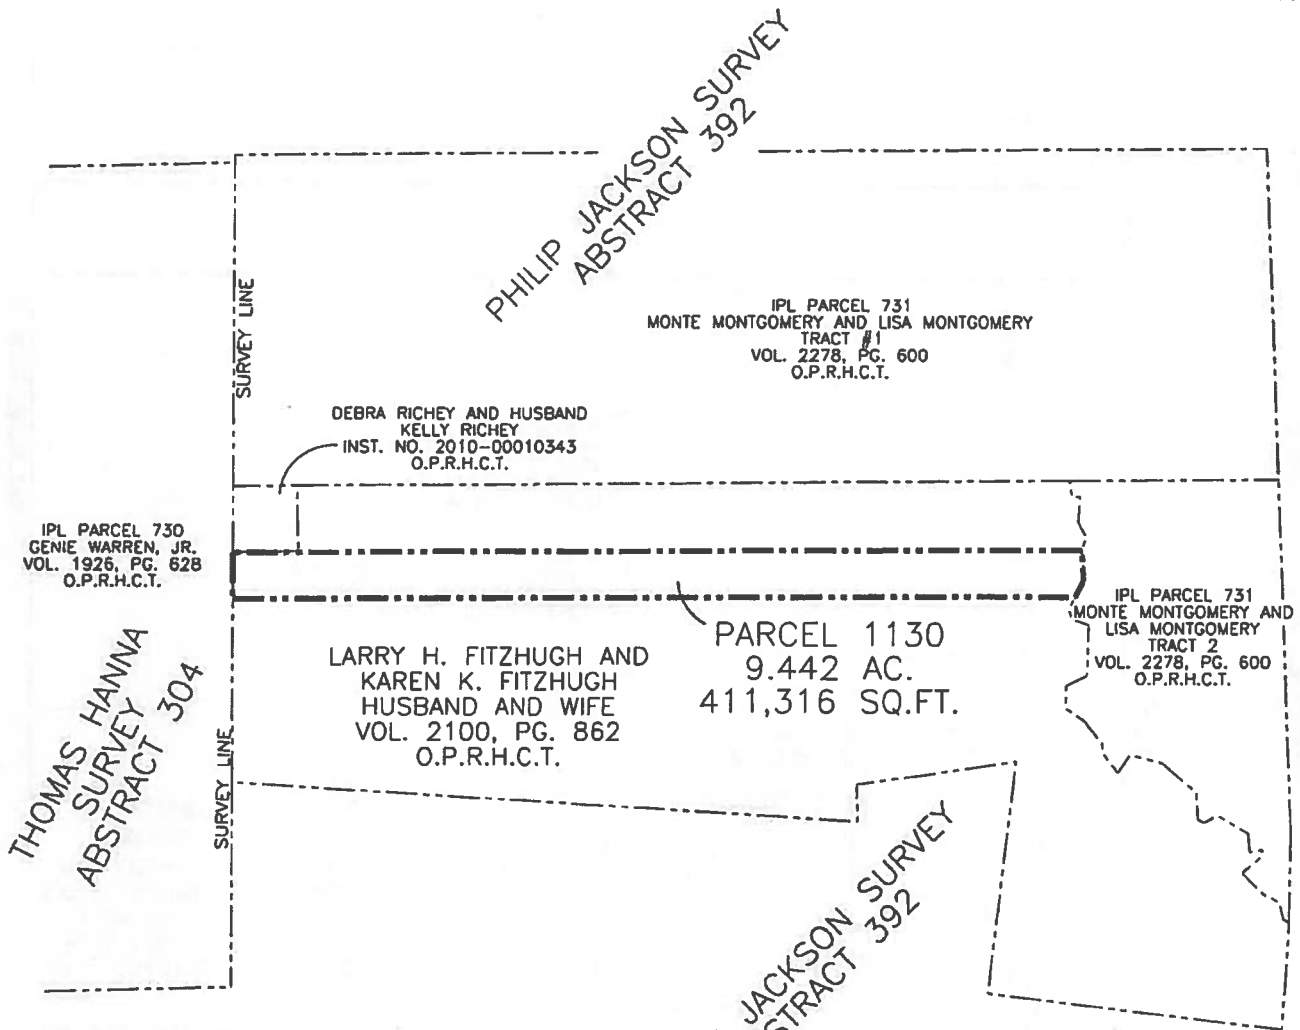 PHILIP JACKSON SURVEY
ABSTRACT 392
SURVEY LINE
IPL PARCEL 731
MONTE MONTGOMERY AND LISA MONTGOMERY
TRACT #1
VOL. 2278, PG. 600
O.P.R.H.C.T.
DEBRA RICHEY AND HUSBAND
KELLY RICHEY
INST. NO. 2010-00010343
O.P.R.H.C.T.
IPL PARCEL 730
GENIE WARREN, JR.
VOL. 1926, PG. 628
O.P.R.H.C.T.
IPL PARCEL 731
MONTE MONTGOMERY AND
LISA MONTGOMERY
TRACT 2
VOL. 2278, PG. 600
O.P.R.H.C.T.
PARCEL 1130
9.442 AC.
411,316 SQ.FT.
LARRY H. FITZHUGH AND
KAREN K. FITZHUGH
HUSBAND AND WIFE
VOL. 2100, PG. 862
O.P.R.H.C.T.
THOMAS HANNA
SURVEY
ABSTRACT 304
SURVEY LINE
JACKSON SURVEY
STRACT 392